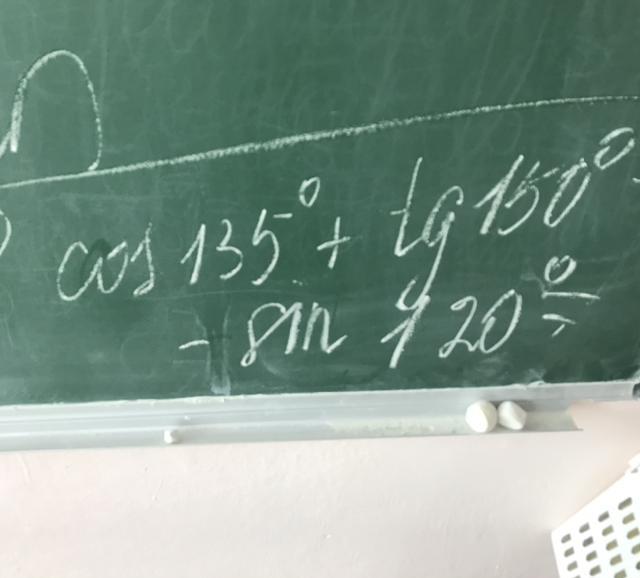 cos 135° + tg 150° -
- sin 120° =